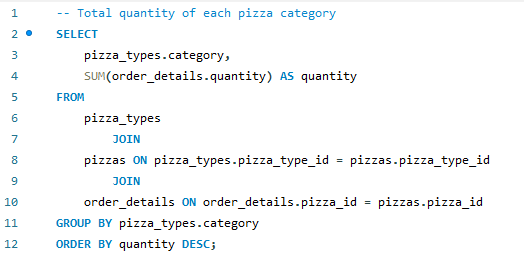 1 -- Total quantity of each pizza category
2 SELECT
3 pizza_types.category,
4 SUM(order_details.quantity) AS quantity
5 FROM
6 pizza_types
7 JOIN
8 pizzas ON pizza_types.pizza_type_id = pizzas.pizza_type_id
9 JOIN
10 order_details ON order_details.pizza_id = pizzas.pizza_id
11 GROUP BY pizza_types.category
12 ORDER BY quantity DESC;